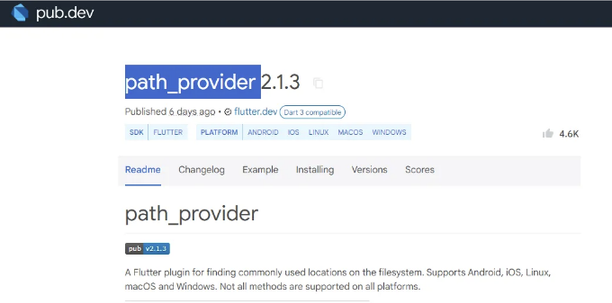 pub.dev
path_provider 2.1.3
Published 6 days ago • flutter.dev Dart 3 compatible
SDK FLUTTER PLATFORM ANDROID IOS LINUX MACOS WINDOWS
4.6K
Readme Changelog Example Installing Versions Scores
path_provider
pub v2.1.3
A Flutter plugin for finding commonly used locations on the filesystem. Supports Android, iOS, Linux,
macOS and Windows. Not all methods are supported on all platforms.